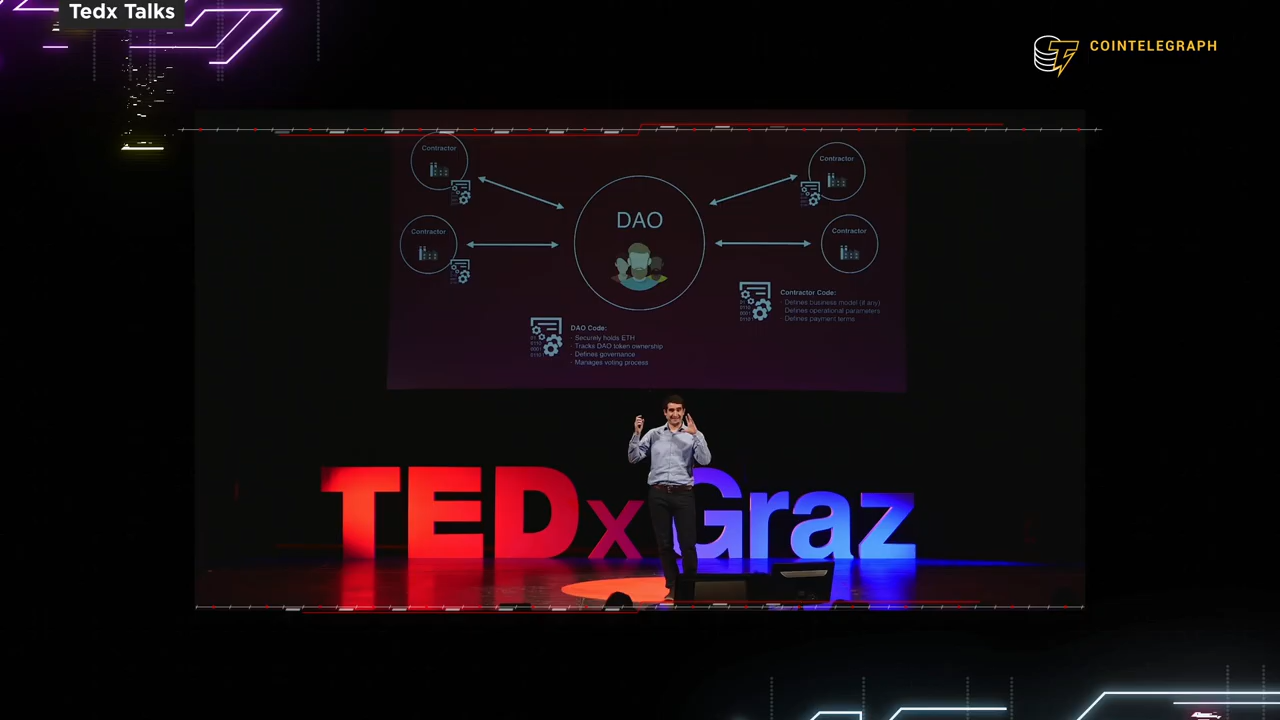 Tedx Talks
COINTELEGRAPH
Contractor
Contractor
Contractor
Contractor
DAO
Contractor Code:
- Defines business model (if any)
- Defines operational parameters
- Defines payment terms
DAO Code:
- Securely holds ETH
- Tracks DAO token ownership
- Defines governance
- Manages voting process
TEDxGraz